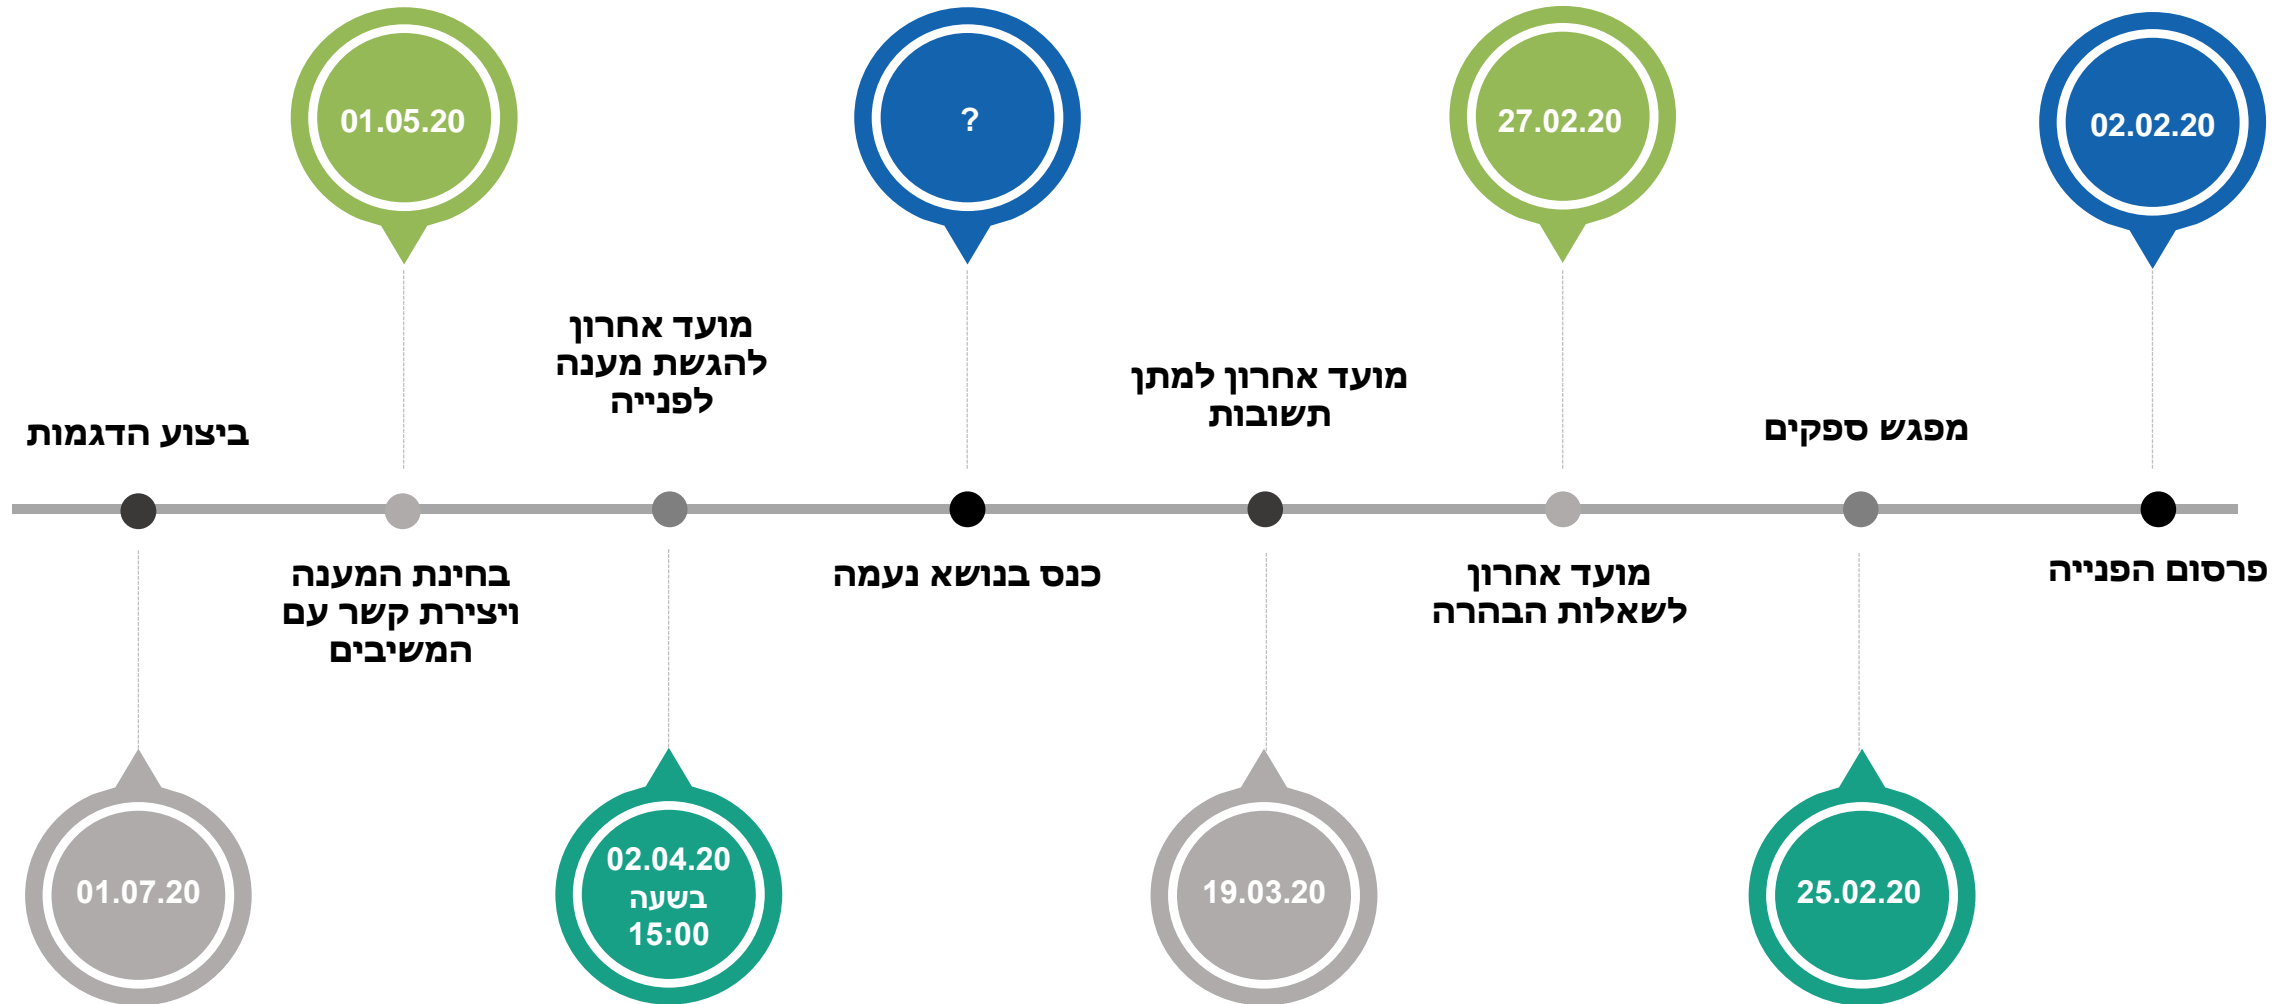 02.02.20
פרסום הפנייה
מפגש ספקים
25.02.20
27.02.20
מועד אחרון
לשאלות הבהרה
מועד אחרון למתן
תשובות
19.03.20
?
כנס בנושא נעמה
מועד אחרון
להגשת מענה
לפנייה
02.04.20
בשעה
15:00
01.05.20
בחינת המענה
ויצירת קשר עם
המשיבים
ביצוע הדגמות
01.07.20